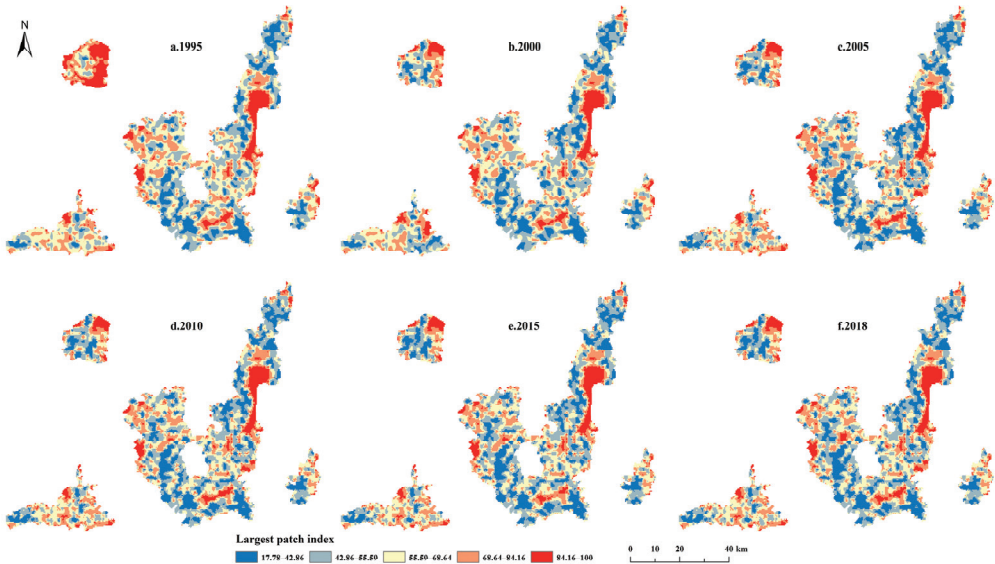 N
a.1995
b.2000
c.2005
d.2010
e.2015
f.2018
Largest patch index
17.78-42.86 42.86-55.50 55.50-68.64 68.64-84.16 84.16-100
0 10 20 40 km